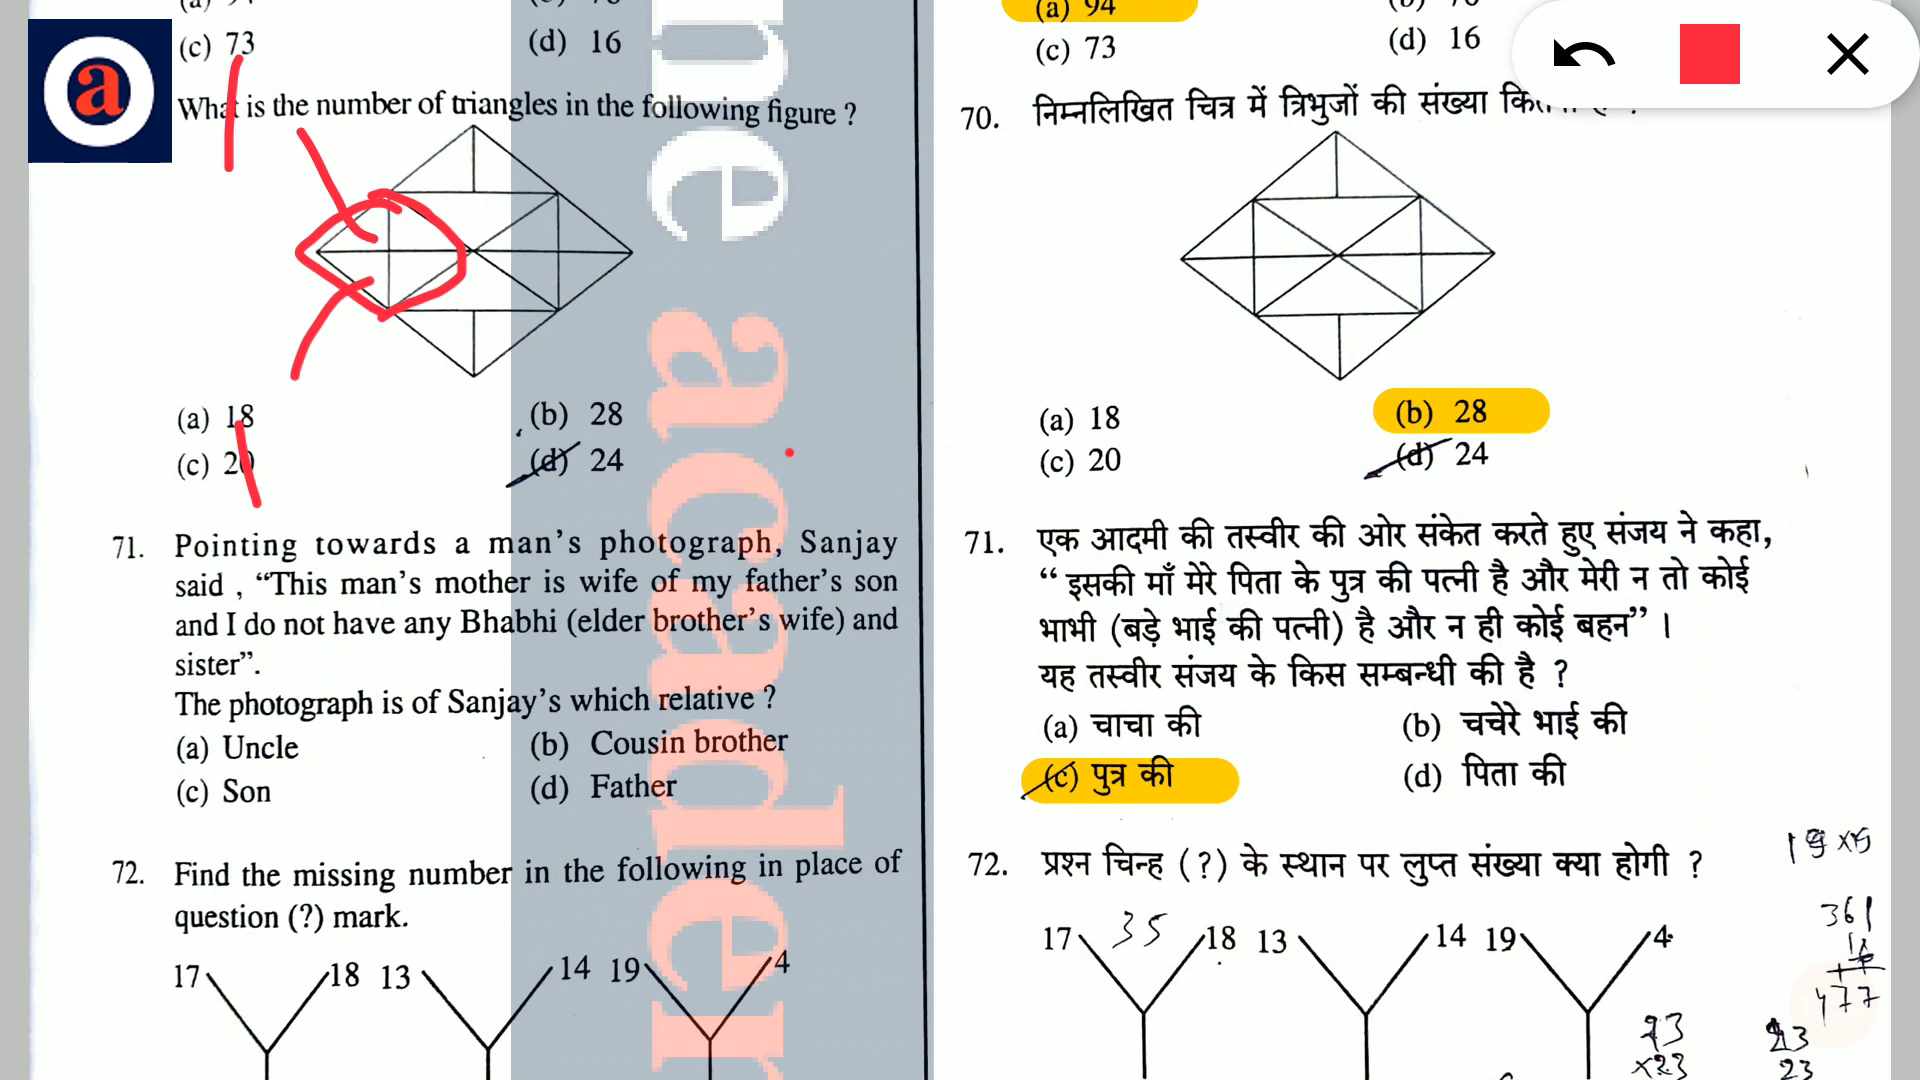 (c) 73
(d) 16
What is the number of triangles in the following figure ?
(a) 18
(b) 28
(c) 20
(d) 24
71. Pointing towards a man's photograph, Sanjay
said , “This man's mother is wife of my father's son
and I do not have any Bhabhi (elder brother's wife) and
sister”.
The photograph is of Sanjay's which relative ?
(a) Uncle
(b) Cousin brother
(c) Son
(d) Father
72. Find the missing number in the following in place of
question (?) mark.
17 18 13 14 19 4
(a) 94
(c) 73
(d) 16
70. निम्नलिखित चित्र में त्रिभुजों की संख्या
(a) 18
(b) 28
(c) 20
(d) 24
71. एक आदमी की तस्वीर की ओर संकेत करते हुए संजय ने कहा,
“ इसकी माँ मेरे पिता के पुत्र की पत्नी है और मेरी न तो कोई
भाभी (बड़े भाई की पत्नी) है और न ही कोई बहन” ।
यह तस्वीर संजय के किस सम्बन्धी की है ?
(a) चाचा की
(b) चचेरे भाई की
(c) पुत्र की
(d) पिता की
72. प्रश्न चिन्ह (?) के स्थान पर लुप्त संख्या क्या होगी ?
17 35 18 13 14 19 4
361
477
×23
23
a
ne academ